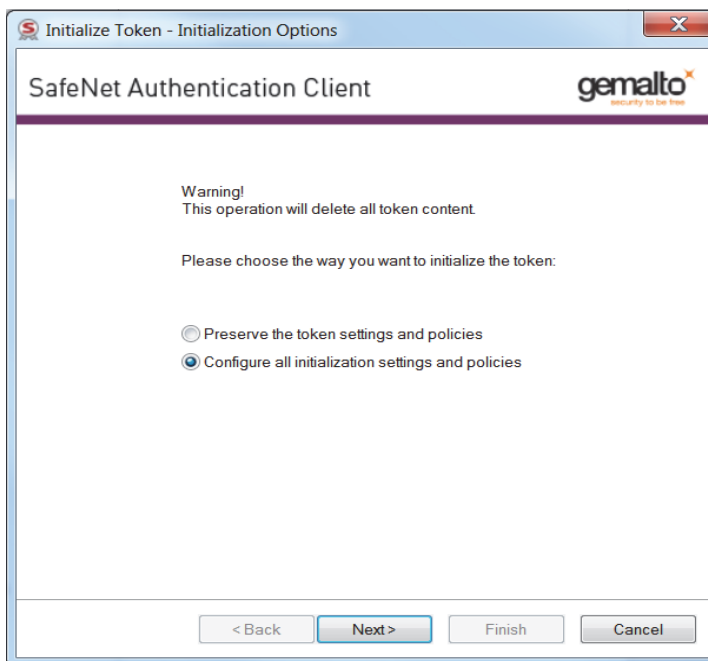 Initialize Token - Initialization Options
SafeNet Authentication Client
gemalto
security to be free
Warning!
This operation will delete all token content.
Please choose the way you want to initialize the token:
Preserve the token settings and policies
Configure all initialization settings and policies
< Back Next > Finish Cancel